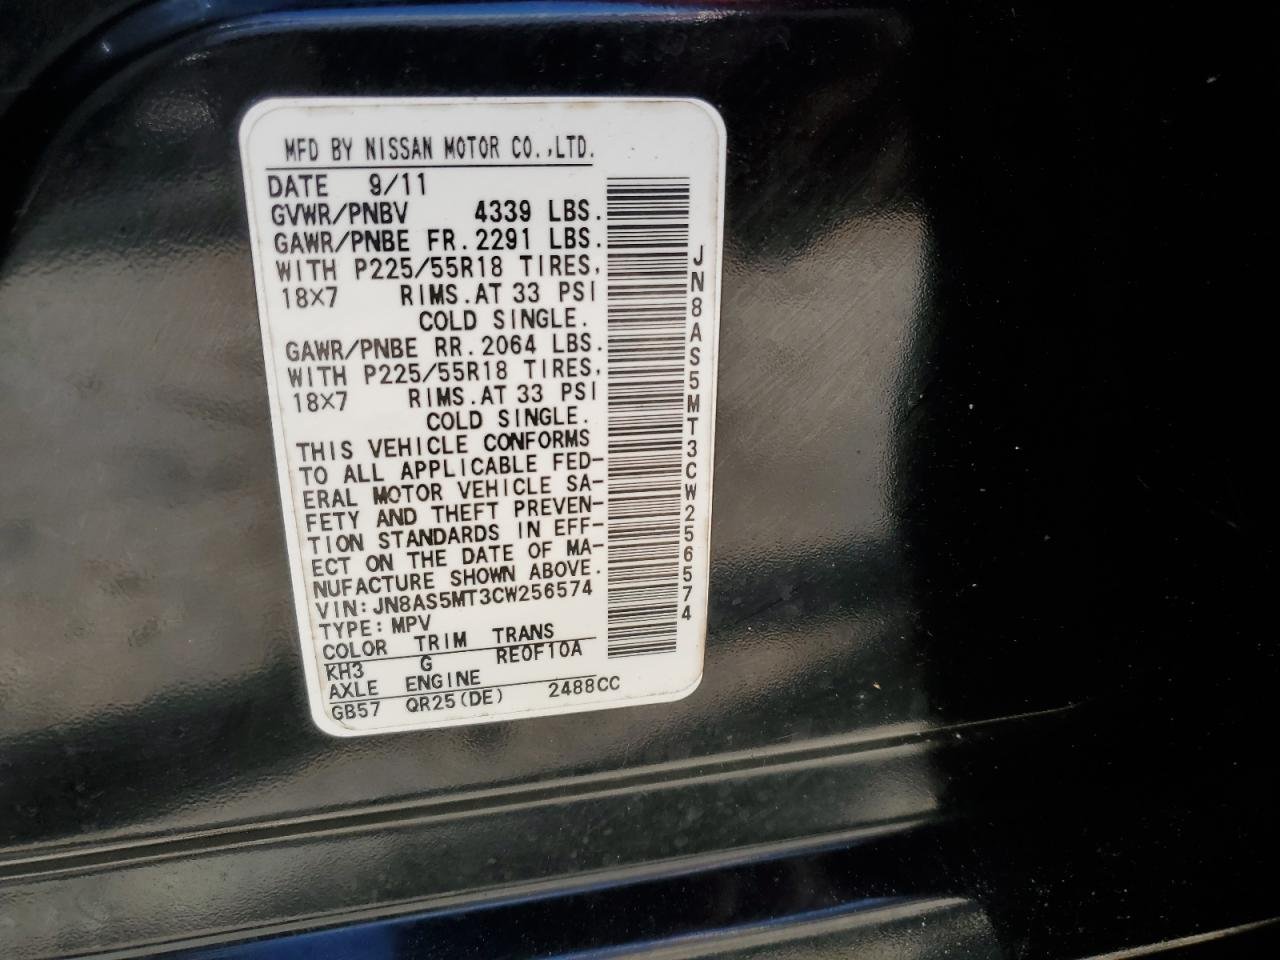 MFD BY NISSAN MOTOR CO.,LTD.
DATE 9/11
GVWR/PNBV 4339 LBS.
GAWR/PNBE FR.2291 LBS.
WITH P225/55R18 TIRES,
18×7 RIMS.AT 33 PSI
COLD SINGLE.
GAWR/PNBE RR.2064 LBS.
WITH P225/55R18 TIRES,
18×7 RIMS.AT 33 PSI
COLD SINGLE.
THIS VEHICLE CONFORMS
TO ALL APPLICABLE FED-
ERAL MOTOR VEHICLE SA-
FETY AND THEFT PREVEN-
TION STANDARDS IN EFF-
ECT ON THE DATE OF MA-
NUFACTURE SHOWN ABOVE.
VIN:JN8AS5MT3CW256574
TYPE:MPV
COLOR TRIM TRANS
KH3 G RE0F10A
AXLE ENGINE
GB57 QR25(DE) 2488CC
JN8AS5MT3CW256574